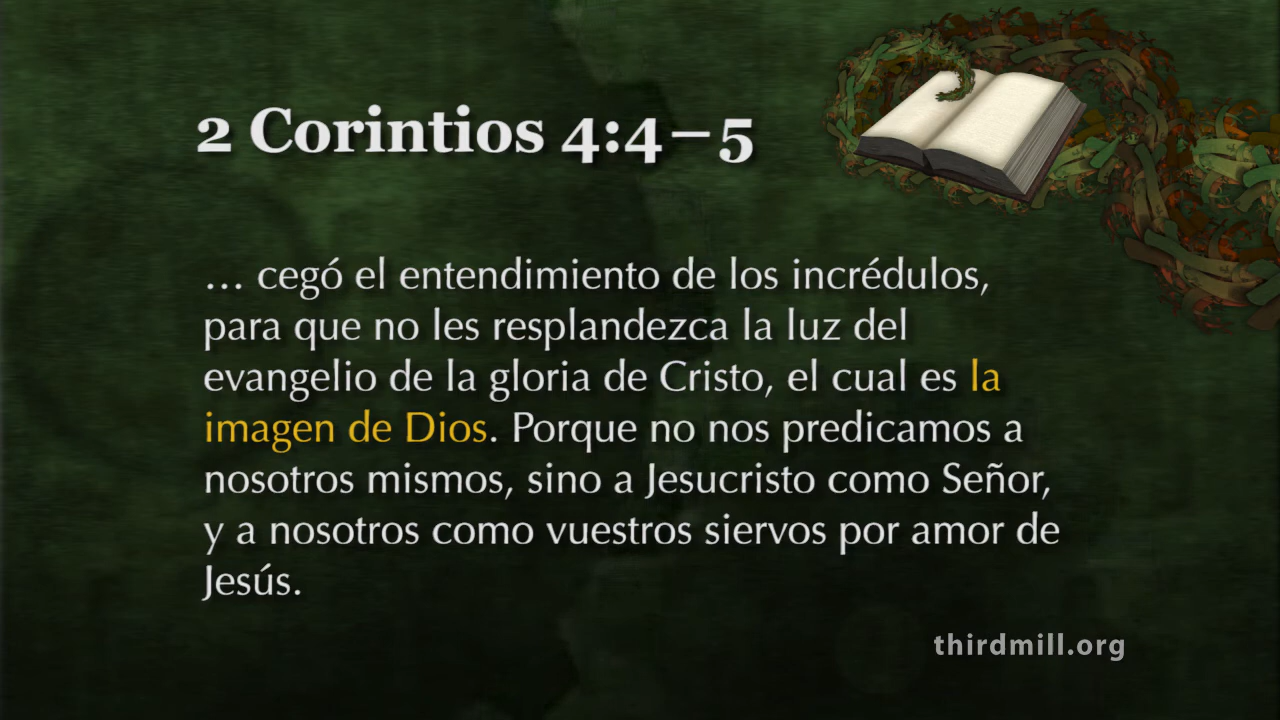 2 Corintios 4:4–5
… cegó el entendimiento de los incrédulos,
para que no les resplandezca la luz del
evangelio de la gloria de Cristo, el cual es la
imagen de Dios. Porque no nos predicamos a
nosotros mismos, sino a Jesucristo como Señor,
y a nosotros como vuestros siervos por amor de
Jesús.
thirdmill.org